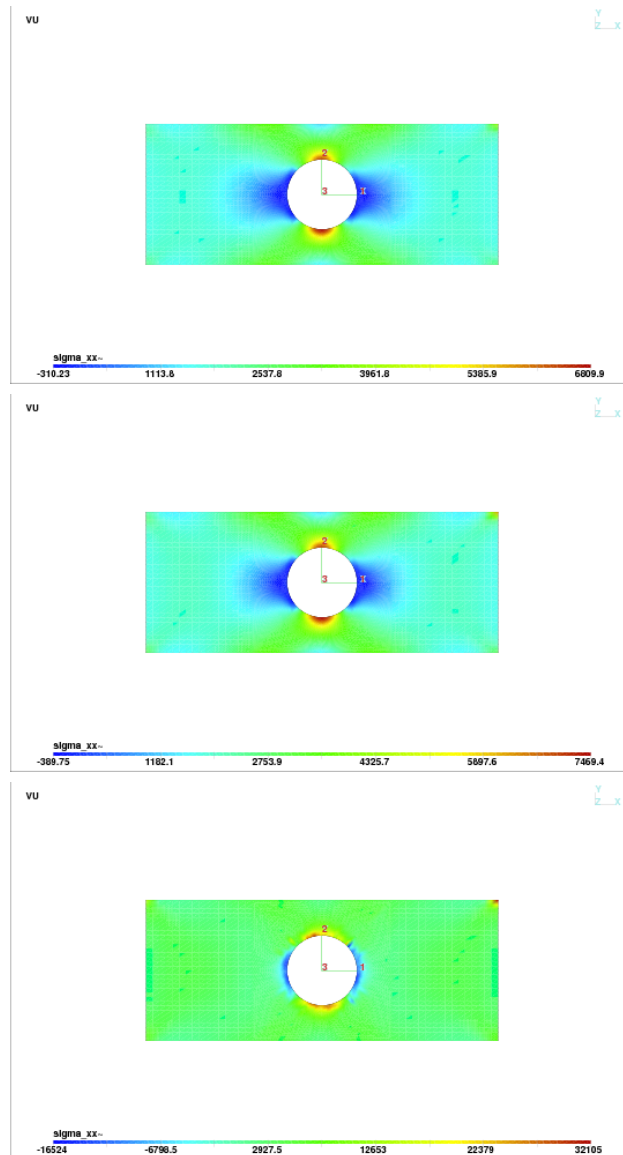 VU
Y
Z X
2
3 X
sigma_xx~
-310.23 1113.8 2537.8 3961.8 5385.9 6809.9
VU
Y
Z X
2
3 X
sigma_xx~
-389.75 1182.1 2753.9 4325.7 5897.6 7469.4
VU
Y
Z X
2
3 1
sigma_xx~
-16524 -6798.5 2927.5 12653 22379 32105